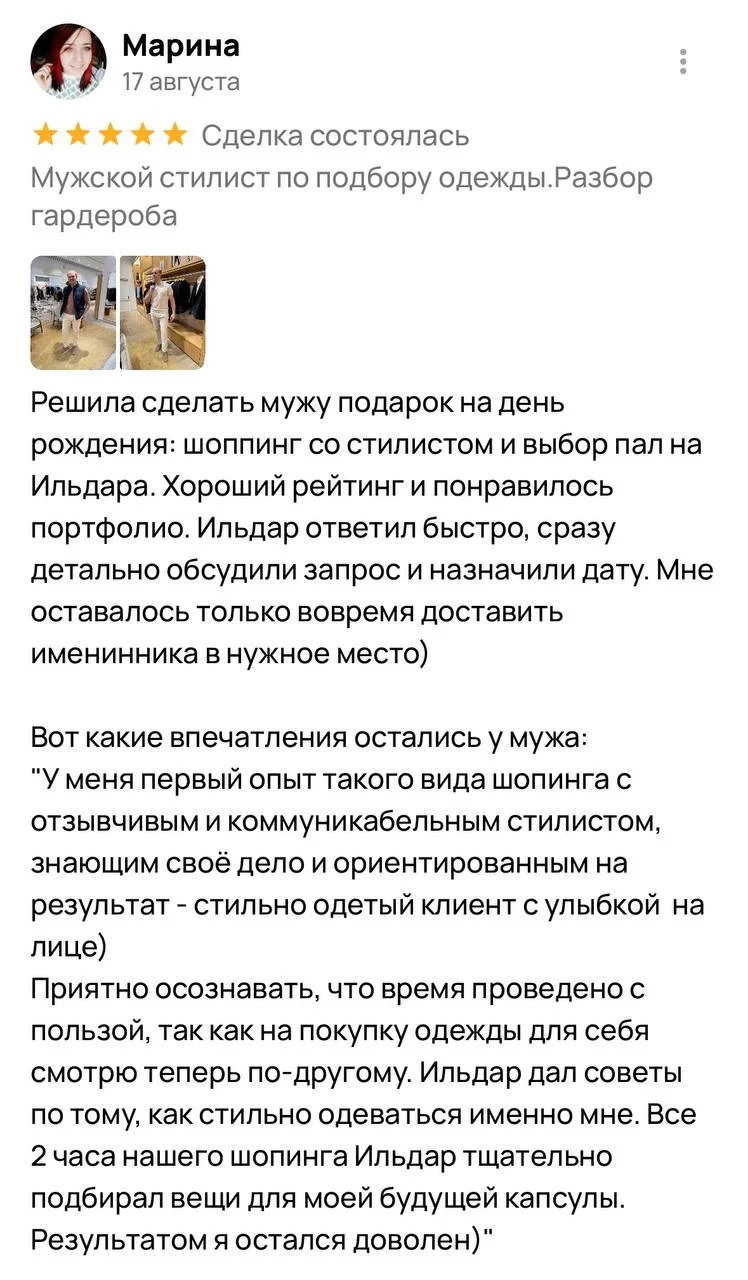 Марина
17 августа
Сделка состоялась
Мужской стилист по подбору одежды.Разбор
гардероба
Решила сделать мужу подарок на день
рождения: шоппинг со стилистом и выбор пал на
Ильдара. Хороший рейтинг и понравилось
портфолио. Ильдар ответил быстро, сразу
детально обсудили запрос и назначили дату. Мне
оставалось только вовремя доставить
именинника в нужное место)
Вот какие впечатления остались у мужа:
"У меня первый опыт такого вида шопинга с
отзывчивым и коммуникабельным стилистом,
знающим своё дело и ориентированным на
результат - стильно одетый клиент с улыбкой  на
лице)
Приятно осознавать, что время проведено с
пользой, так как на покупку одежды для себя
смотрю теперь по-другому. Ильдар дал советы
по тому, как стильно одеваться именно мне. Все
2 часа нашего шопинга Ильдар тщательно
подбирал вещи для моей будущей капсулы.
Результатом я остался доволен)"